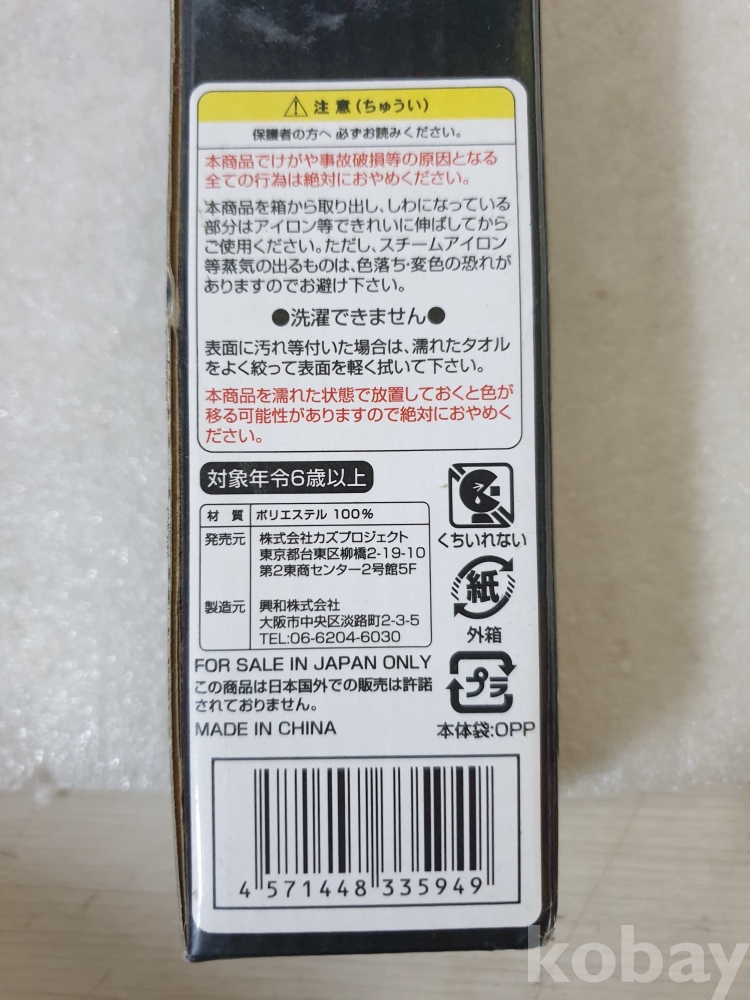 ⚠ 注意(ちゅうい)
保護者の方へ 必ずお読みください。
本商品でけがや事故破損等の原因となる
全ての行為は絶対におやめください。
本商品を箱から取り出し、しわになっている
部分はアイロン等できれいに伸ばしてから
ご使用ください。ただし、スチームアイロン
等蒸気の出るものは、色落ち・変色の恐れが
ありますのでお避け下さい。
●洗濯できません●
表面に汚れ等付いた場合は、濡れたタオル
をよく絞って表面を軽く拭いて下さい。
本商品を濡れた状態で放置しておくと色が
移る可能性がありますので絶対におやめく
ださい。
対象年令6歳以上
材 質 ポリエステル 100%
発売元 株式会社カズプロジェクト
東京都台東区柳橋2-19-10
第2東商センター2号館5F
製造元 興和株式会社
大阪市中央区淡路町2-3-5
TEL:06-6204-6030
くちいれない
紙
外箱
プラ
本体袋:OPP
FOR SALE IN JAPAN ONLY
この商品は日本国外での販売は許諾
されておりません。
MADE IN CHINA
4 571448 335949
kobay